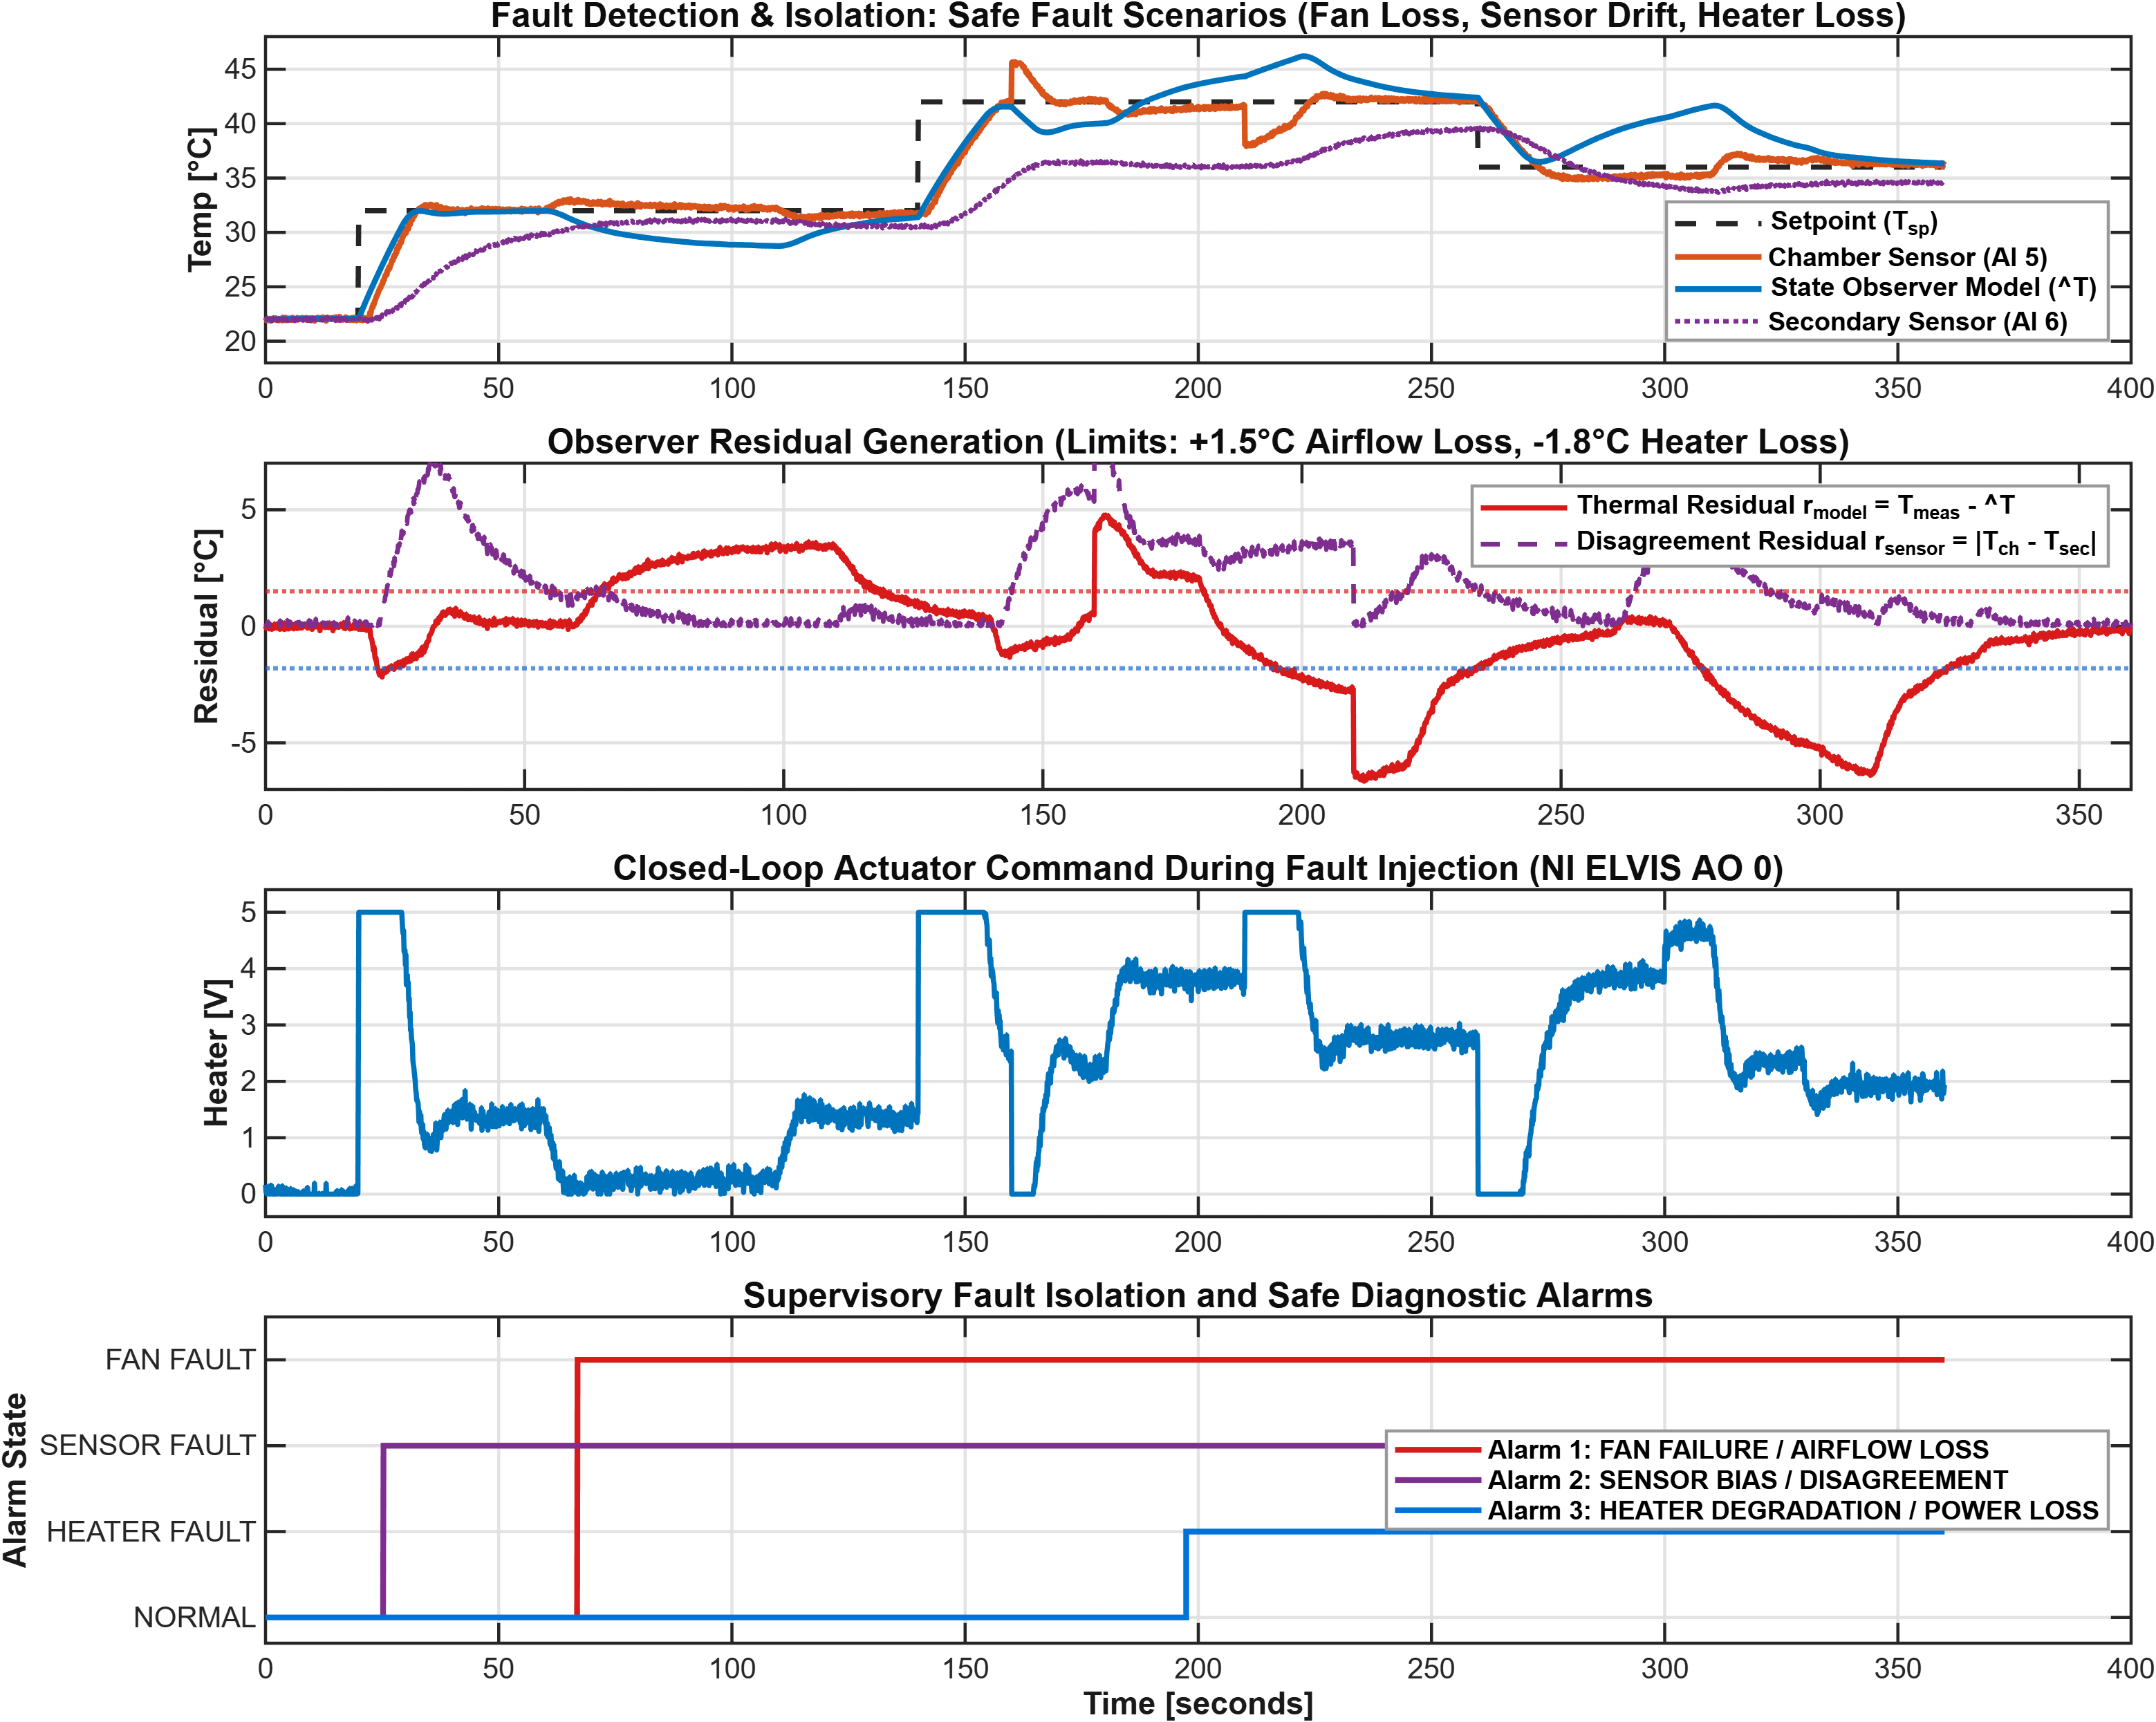 Fault Detection & Isolation: Safe Fault Scenarios (Fan Loss, Sensor Drift, Heater Loss)
Temp [°C]
45
40
35
30
25
20
Setpoint (Tsp)
Chamber Sensor (AI 5)
State Observer Model (^T)
Secondary Sensor (AI 6)
0 50 100 150 200 250 300 350 400
Observer Residual Generation (Limits: +1.5°C Airflow Loss, -1.8°C Heater Loss)
Residual [°C]
5
0
-5
Thermal Residual rmodel = Tmeas - ^T
Disagreement Residual rsensor = |Tch - Tsec|
0 50 100 150 200 250 300 350
Closed-Loop Actuator Command During Fault Injection (NI ELVIS AO 0)
Heater [V]
5
4
3
2
1
0
0 50 100 150 200 250 300 350 400
Supervisory Fault Isolation and Safe Diagnostic Alarms
Alarm State
FAN FAULT
SENSOR FAULT
HEATER FAULT
NORMAL
Alarm 1: FAN FAILURE / AIRFLOW LOSS
Alarm 2: SENSOR BIAS / DISAGREEMENT
Alarm 3: HEATER DEGRADATION / POWER LOSS
0 50 100 150 200 250 300 350 400
Time [seconds]